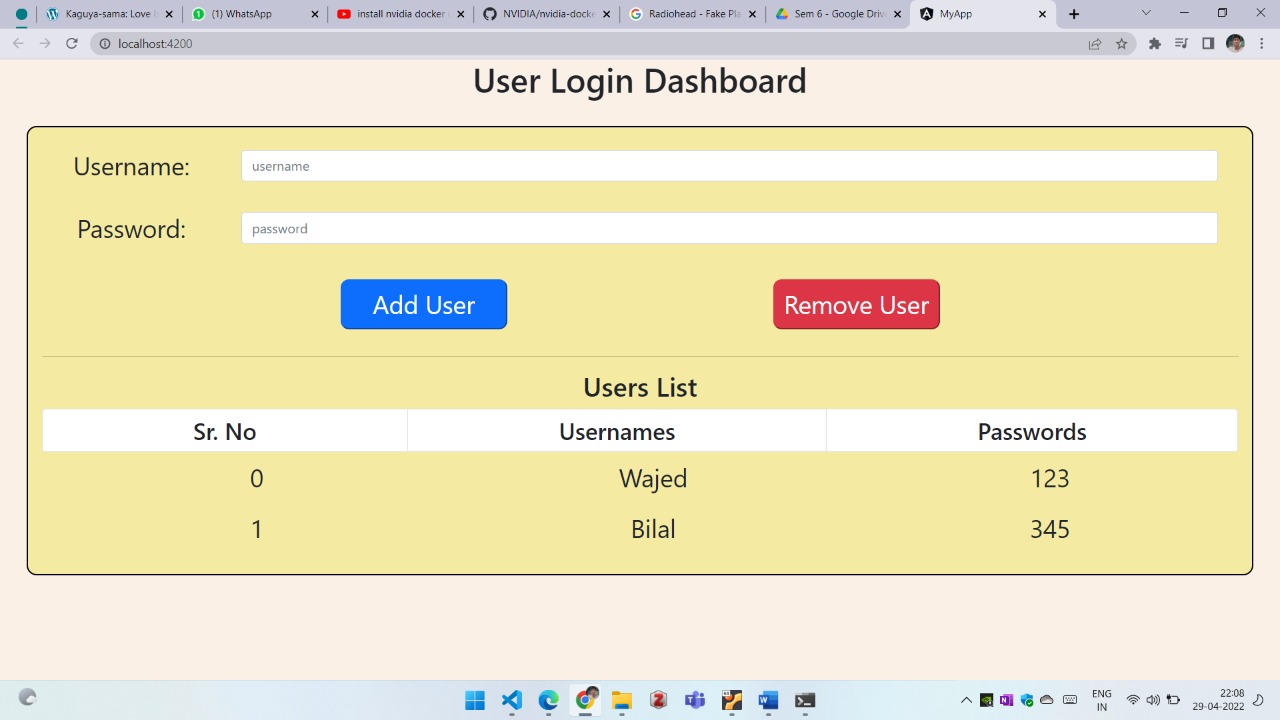 a-sama: Love
(1) WhatsApp
install nvidia docker
NVIDIA/nvidia-docke
Radiohead - Fake Pla
Sem 6 - Google Driv
MyApp
localhost:4200
User Login Dashboard
Username: username
Password: password
Add User Remove User
Users List
Sr. No Usernames Passwords
0 Wajed 123
1 Bilal 345
ENG 22:08
IN 29-04-2022